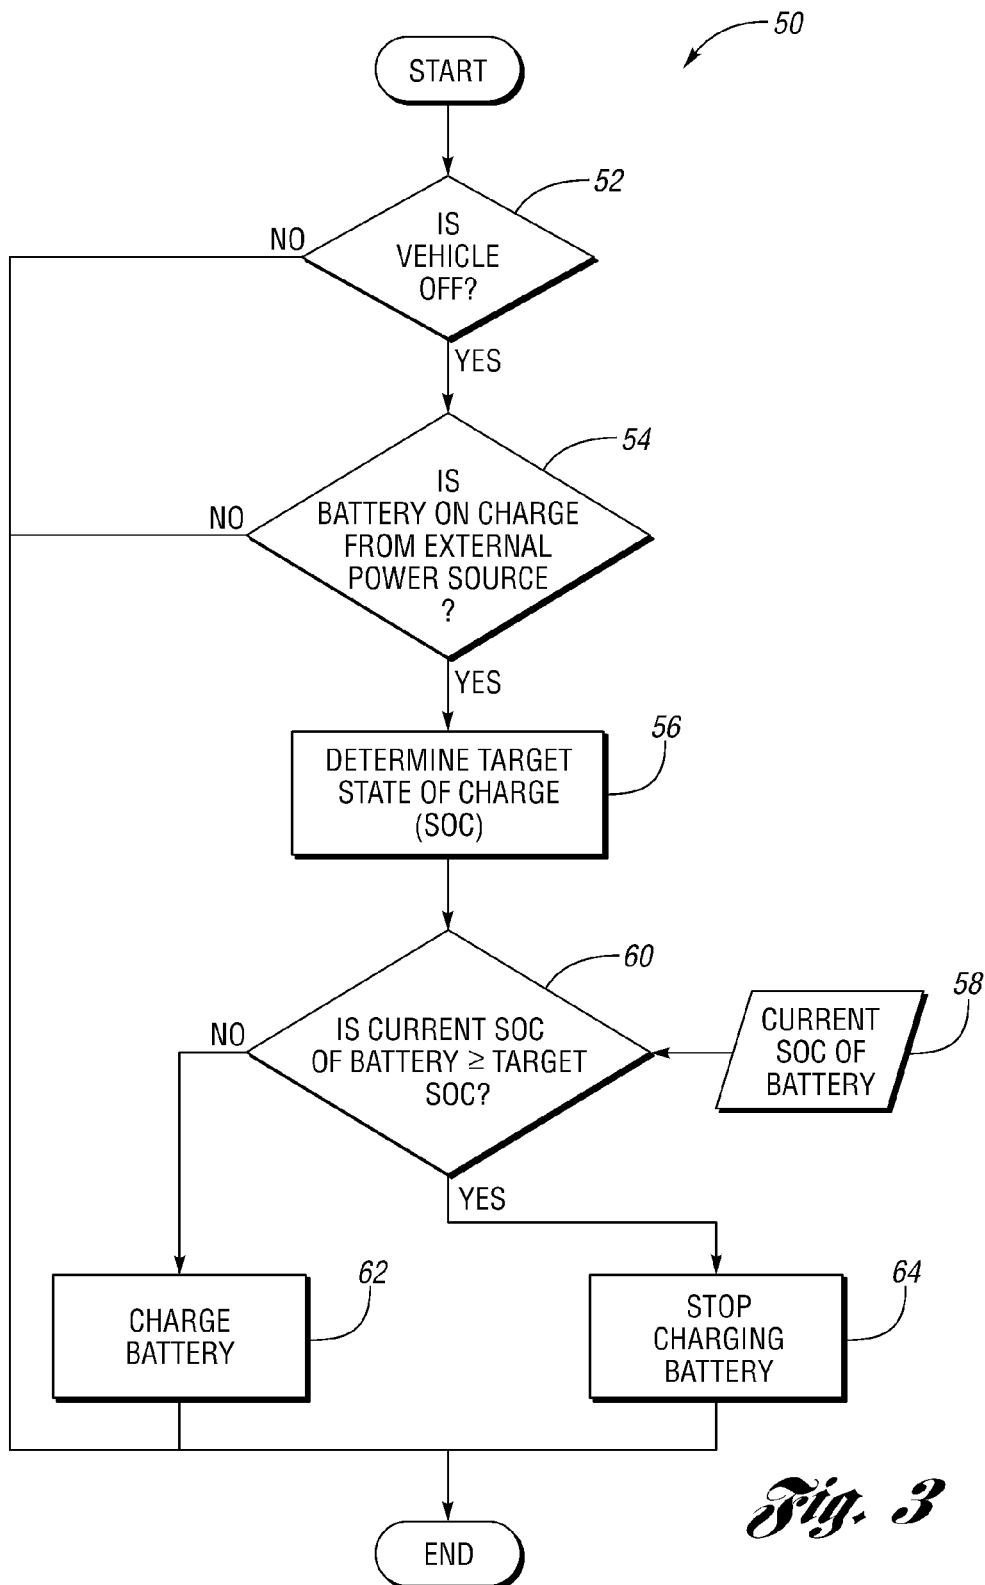 50
START
52
IS
VEHICLE
OFF?
NO
YES
54
IS
BATTERY ON CHARGE
FROM EXTERNAL
POWER SOURCE
?
NO
YES
56
DETERMINE TARGET
STATE OF CHARGE
(SOC)
60
IS CURRENT SOC
OF BATTERY ≥ TARGET
SOC?
58
CURRENT
SOC OF
BATTERY
NO
YES
62
CHARGE
BATTERY
64
STOP
CHARGING
BATTERY
END
Fig. 3